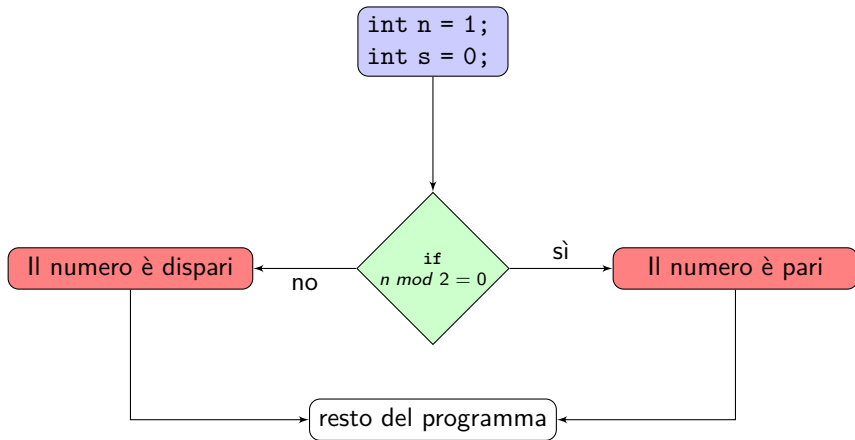 int n = 1;
int s = 0;
if
n mod 2 = 0
no
sì
Il numero è dispari
Il numero è pari
resto del programma